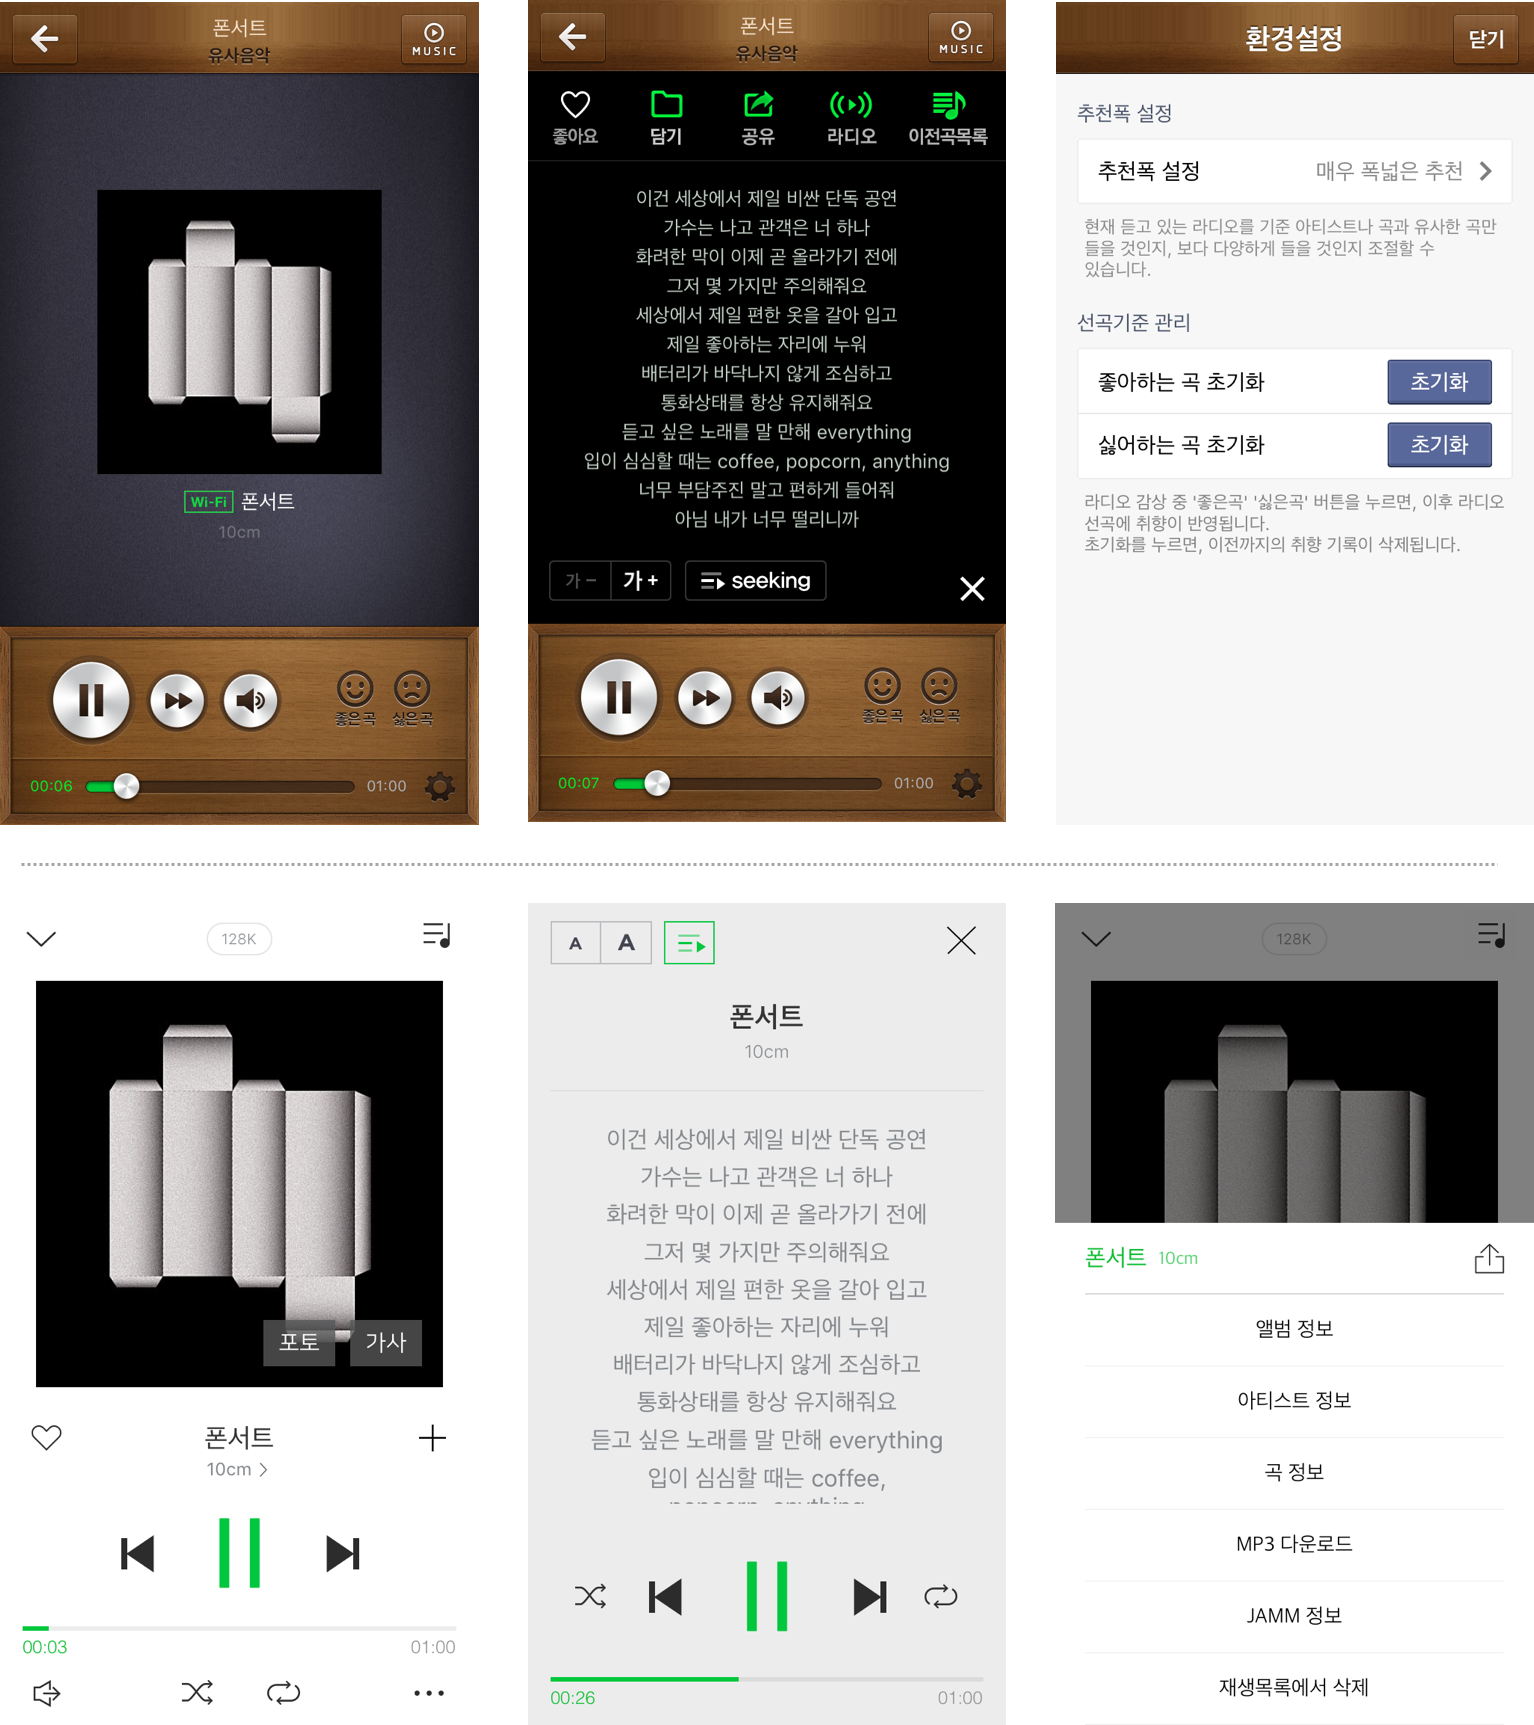 폰서트
유사음악
MUSIC
Wi-Fi 폰서트
10cm
좋은곡 싫은곡
00:06 01:00
폰서트
유사음악
MUSIC
좋아요 담기 공유 라디오 이전곡목록
이건 세상에서 제일 비싼 단독 공연
가수는 나고 관객은 너 하나
화려한 막이 이제 곧 올라가기 전에
그저 몇 가지만 주의해줘요
세상에서 제일 편한 옷을 갈아 입고
제일 좋아하는 자리에 누워
배터리가 바닥나지 않게 조심하고
통화상태를 항상 유지해줘요
듣고 싶은 노래를 말 만해 everything
입이 심심할 때는 coffee, popcorn, anything
너무 부담주진 말고 편하게 들어줘
아님 내가 너무 떨리니까
가 - 가 + seeking
좋은곡 싫은곡
00:07 01:00
환경설정 닫기
추천폭 설정
추천폭 설정 매우 폭넓은 추천
현재 듣고 있는 라디오를 기준 아티스트나 곡과 유사한 곡만
들을 것인지, 보다 다양하게 들을 것인지 조절할 수
있습니다.
선곡기준 관리
좋아하는 곡 초기화 초기화
싫어하는 곡 초기화 초기화
라디오 감상 중 '좋은곡' '싫은곡' 버튼을 누르면, 이후 라디오
선곡에 취향이 반영됩니다.
초기화를 누르면, 이전까지의 취향 기록이 삭제됩니다.
128K
포토 가사
폰서트
10cm
00:03 01:00
A A
폰서트
10cm
이건 세상에서 제일 비싼 단독 공연
가수는 나고 관객은 너 하나
화려한 막이 이제 곧 올라가기 전에
그저 몇 가지만 주의해줘요
세상에서 제일 편한 옷을 갈아 입고
제일 좋아하는 자리에 누워
배터리가 바닥나지 않게 조심하고
통화상태를 항상 유지해줘요
듣고 싶은 노래를 말 만해 everything
입이 심심할 때는 coffee,
popcorn, anything
00:26 01:00
128K
폰서트 10cm
앨범 정보
아티스트 정보
곡 정보
MP3 다운로드
JAMM 정보
재생목록에서 삭제